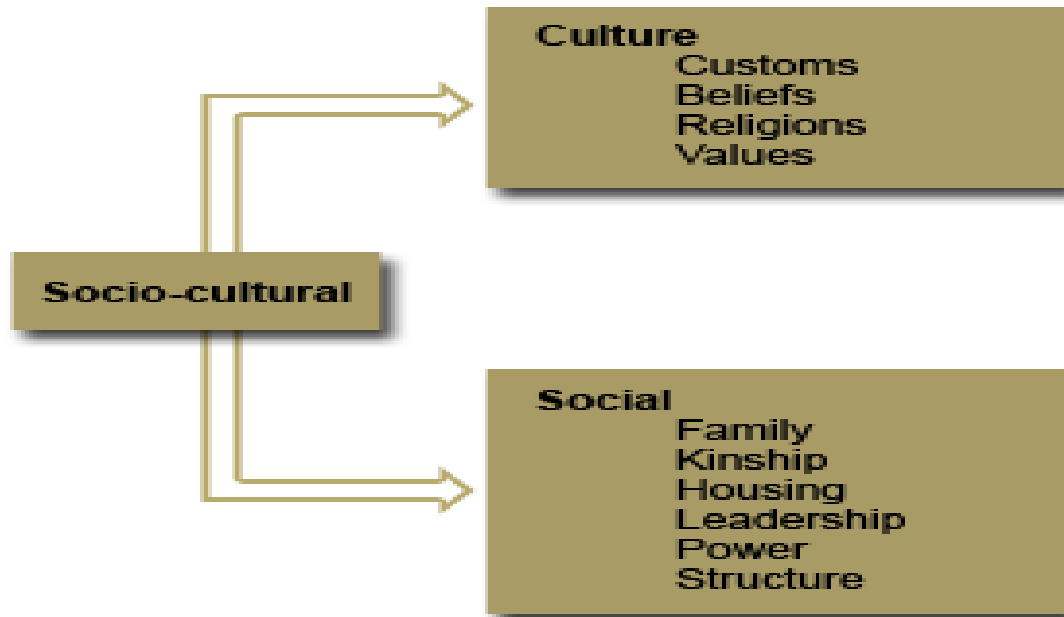 Culture
Customs
Beliefs
Religions
Values
Socio-cultural
Social
Family
Kinship
Housing
Leadership
Power
Structure